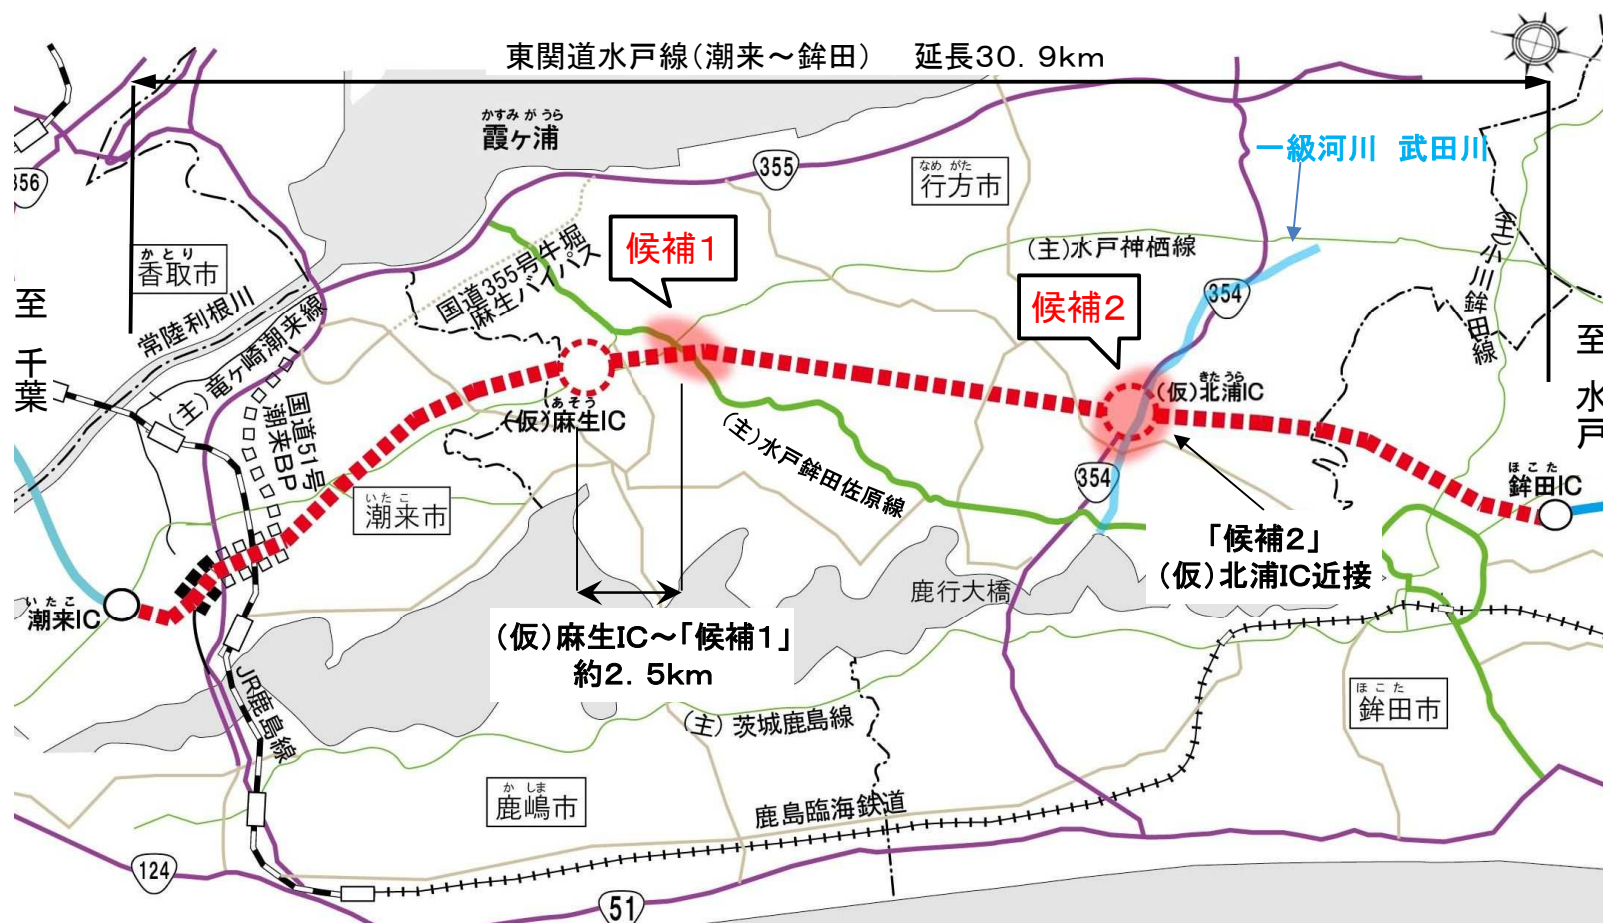 東関道水戸線(潮来～鉾田)　延長30．9km
かすみがうら
霞ヶ浦
356
355
なめがた
行方市
一級河川　武田川
かとり
香取市
至　千葉
常陸利根川
(主)竜ヶ崎潮来線
国道355号牛堀
麻生バイパス
候補1
(主)水戸神栖線
354
候補2
(主)小川鉾田線
至　水戸
国道51号
潮来BP
あそう
(仮)麻生IC
きたうら
(仮)北浦IC
(主)水戸鉾田佐原線
354
ほこた
鉾田IC
いたこ
潮来市
「候補2」
(仮)北浦IC近接
鹿行大橋
いたこ
潮来IC
(仮)麻生IC～「候補1」
約2．5km
JR鹿島線
(主)茨城鹿島線
ほこた
鉾田市
かしま
鹿嶋市
鹿島臨海鉄道
124
51